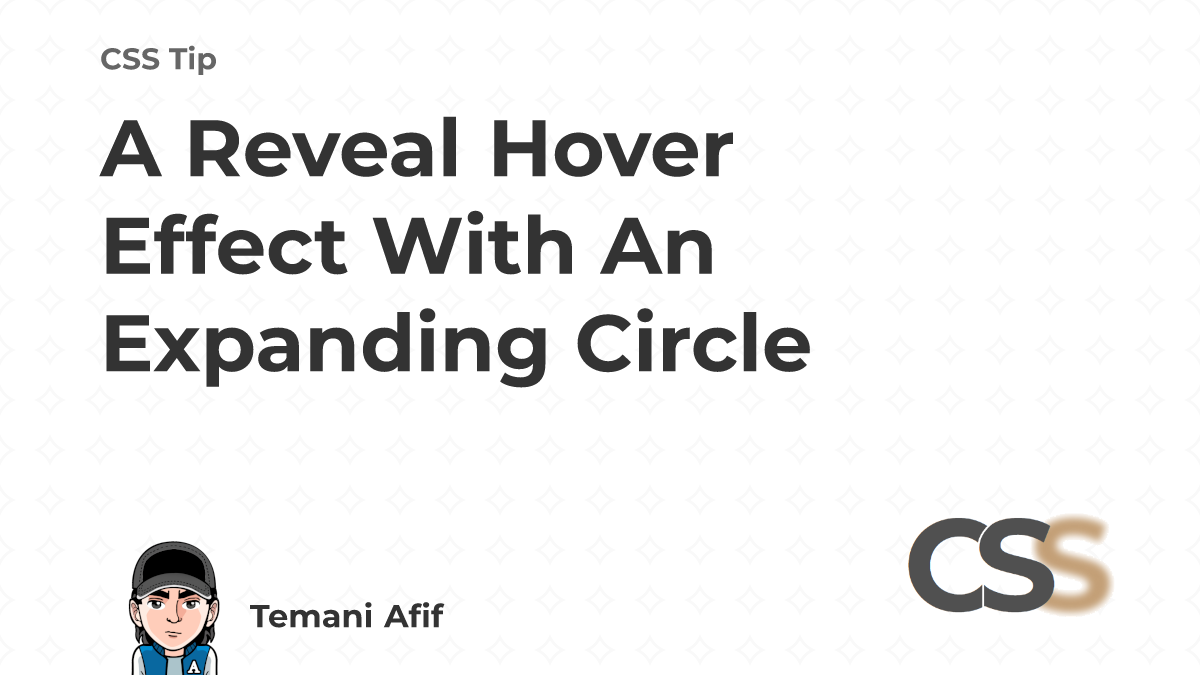 CSS Tip
A Reveal Hover
Effect With An
Expanding Circle
Temani Afif
A
CSS